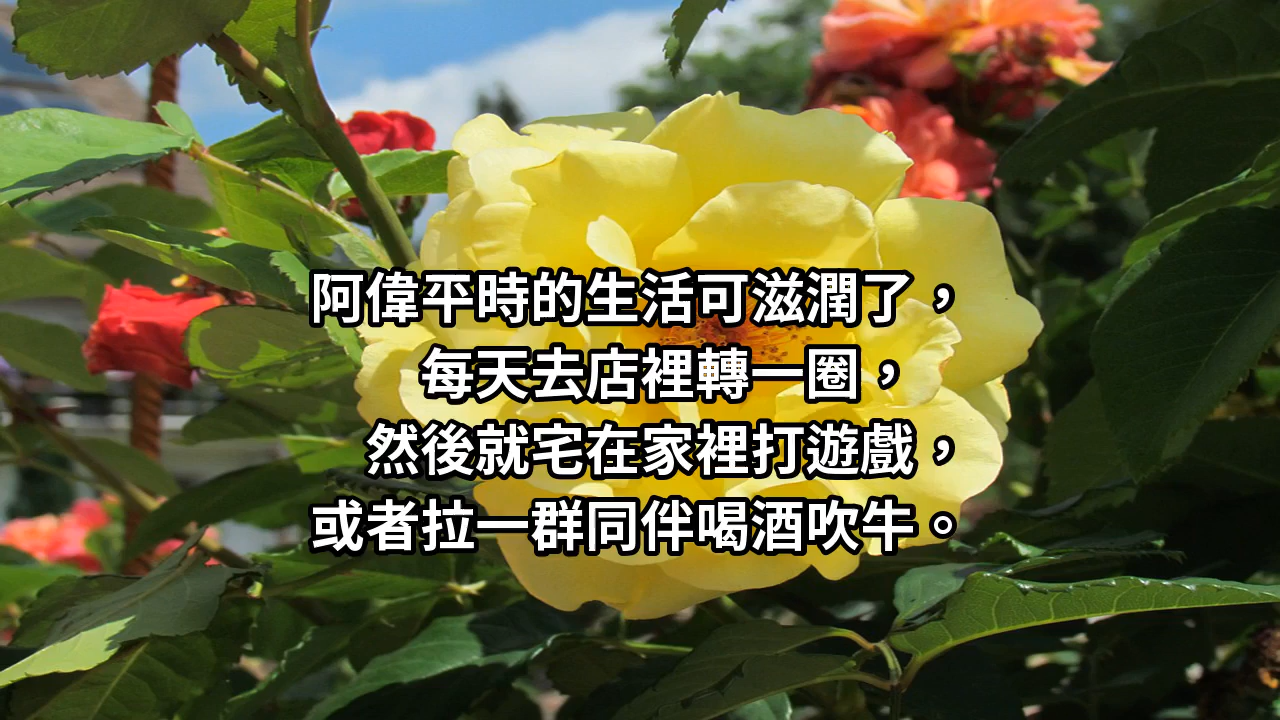 阿偉平時的生活可滋潤了，
每天去店裡轉一圈，
然後就宅在家裡打遊戲，
或者拉一群同伴喝酒吹牛。